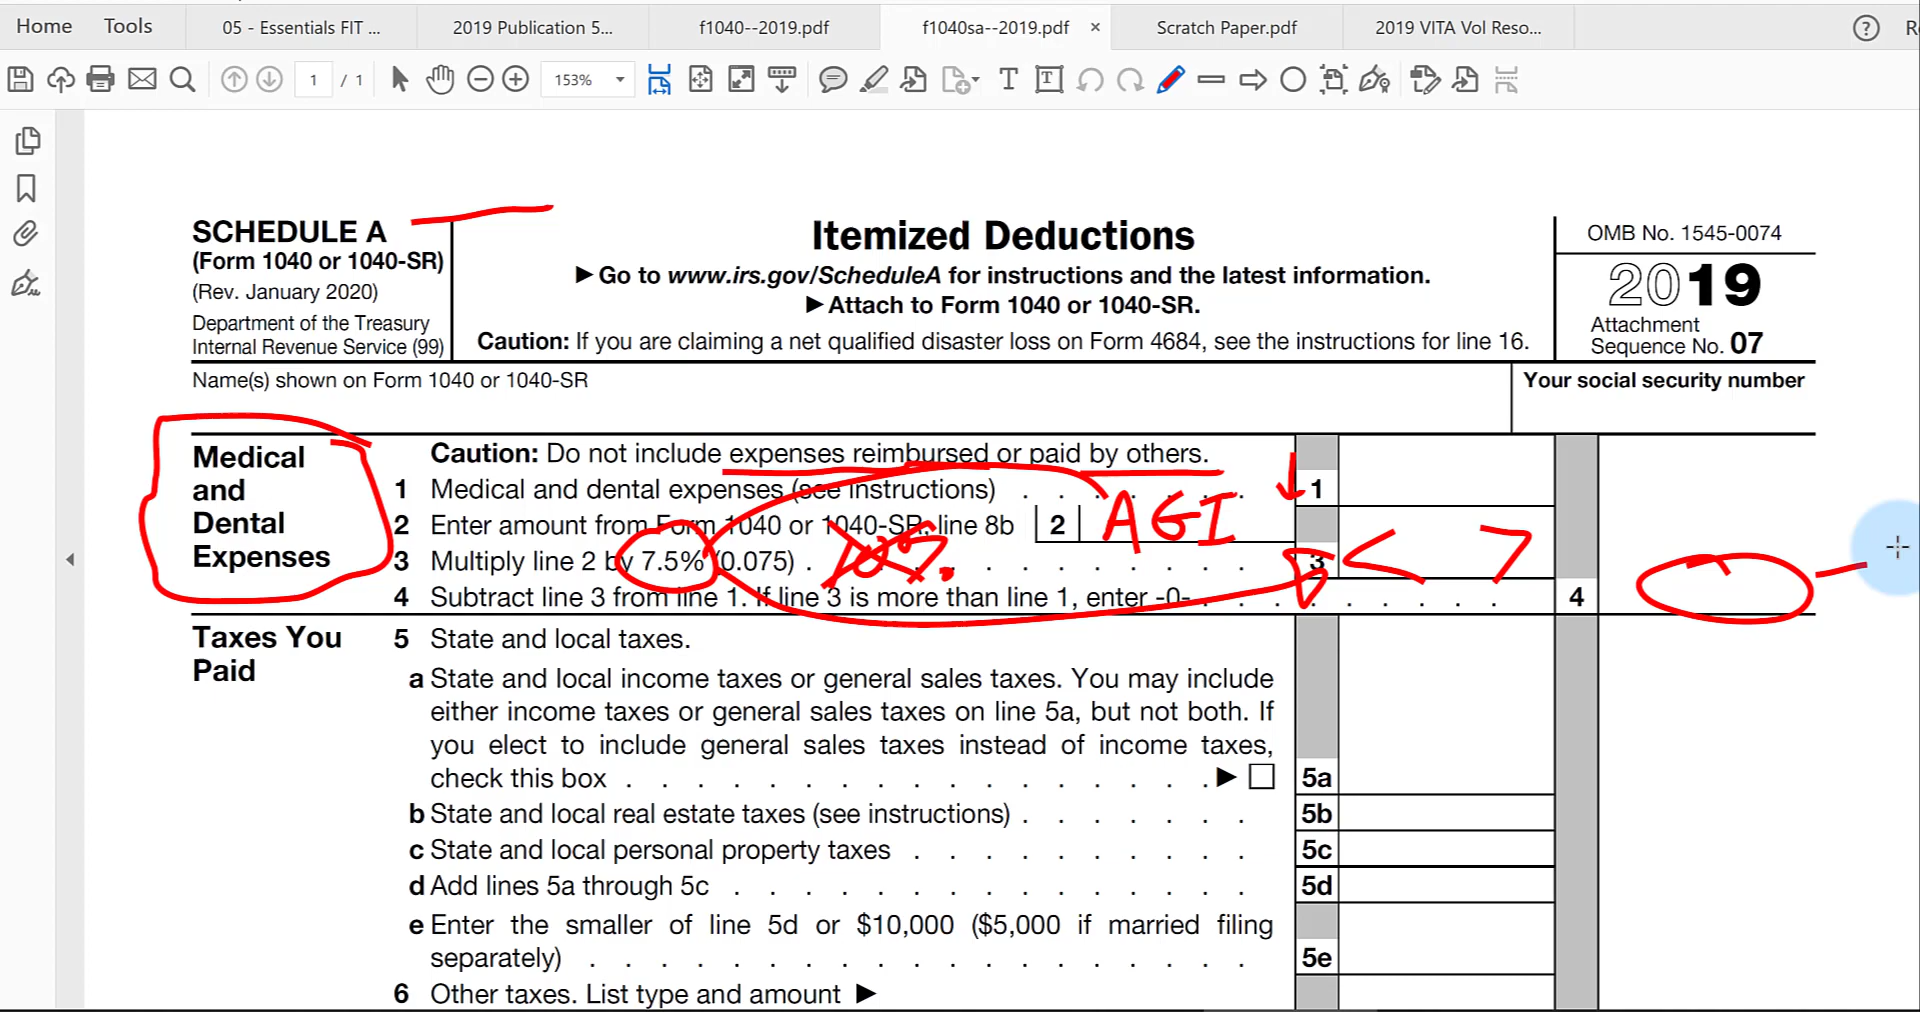 Home Tools 05 - Essentials FIT ... 2019 Publication 5... f1040--2019.pdf f1040sa--2019.pdf × Scratch Paper.pdf 2019 VITA Vol Reso...
1 / 1 153%
SCHEDULE A
(Form 1040 or 1040-SR)
(Rev. January 2020)
Department of the Treasury
Internal Revenue Service (99)
Itemized Deductions
▶ Go to www.irs.gov/ScheduleA for instructions and the latest information.
▶ Attach to Form 1040 or 1040-SR.
Caution: If you are claiming a net qualified disaster loss on Form 4684, see the instructions for line 16.
OMB No. 1545-0074
2019
Attachment
Sequence No. 07
Name(s) shown on Form 1040 or 1040-SR
Your social security number
Medical
and
Dental
Expenses
Caution: Do not include expenses reimbursed or paid by others.
1 Medical and dental expenses (see instructions) . . . . . . . 1
2 Enter amount from Form 1040 or 1040-SR, line 8b 2 AGI
3 Multiply line 2 by 7.5% (0.075) . . . . . . . . . . . . . 3 < >
4 Subtract line 3 from line 1. If line 3 is more than line 1, enter -0- . . . . . . . . . 4
Taxes You
Paid
5 State and local taxes.
a State and local income taxes or general sales taxes. You may include
either income taxes or general sales taxes on line 5a, but not both. If
you elect to include general sales taxes instead of income taxes,
check this box . . . . . . . . . . . . . . . . . ▶ 5a
b State and local real estate taxes (see instructions) . . . . . . . 5b
c State and local personal property taxes . . . . . . . . . . 5c
d Add lines 5a through 5c . . . . . . . . . . . . . . . 5d
e Enter the smaller of line 5d or $10,000 ($5,000 if married filing
separately) . . . . . . . . . . . . . . . . . . . 5e
6 Other taxes. List type and amount ▶